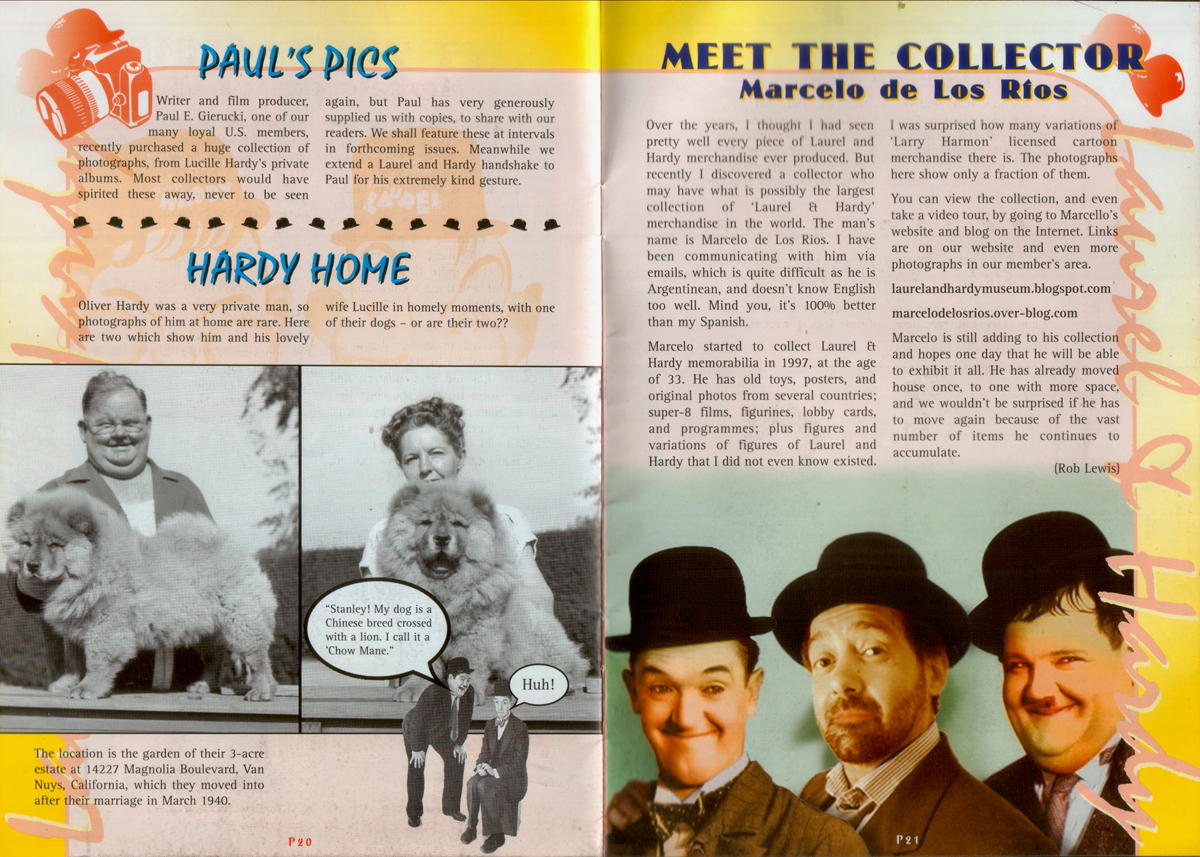 PAUL'S PICS
Writer and film producer,
Paul E. Gierucki, one of our
many loyal U.S. members,
recently purchased a huge collection of
photographs, from Lucille Hardy's private
albums. Most collectors would have
spirited these away, never to be seen
again, but Paul has very generously
supplied us with copies, to share with our
readers. We shall feature these at intervals
in forthcoming issues. Meanwhile we
extend a Laurel and Hardy handshake to
Paul for his extremely kind gesture.
LAUREL
HARDY HOME
Oliver Hardy was a very private man, so
photographs of him at home are rare. Here
are two which show him and his lovely
wife Lucille in homely moments, with one
of their dogs – or are their two??
"Stanley! My dog is a
Chinese breed crossed
with a lion. I call it a
'Chow Mane."
Huh!
The location is the garden of their 3-acre
estate at 14227 Magnolia Boulevard, Van
Nuys, California, which they moved into
after their marriage in March 1940.
P20
MEET THE COLLECTOR
Marcelo de Los Ríos
Over the years, I thought I had seen
pretty well every piece of Laurel and
Hardy merchandise ever produced. But
recently I discovered a collector who
may have what is possibly the largest
collection of 'Laurel & Hardy'
merchandise in the world. The man's
name is Marcelo de Los Rios. I have
been communicating with him via
emails, which is quite difficult as he is
Argentinean, and doesn't know English
too well. Mind you, it's 100% better
than my Spanish.
Marcelo started to collect Laurel &
Hardy memorabilia in 1997, at the age
of 33. He has old toys, posters, and
original photos from several countries;
super-8 films, figurines, lobby cards,
and programmes; plus figures and
variations of figures of Laurel and
Hardy that I did not even know existed.
I was surprised how many variations of
'Larry Harmon' licensed cartoon
merchandise there is. The photographs
here show only a fraction of them.
You can view the collection, and even
take a video tour, by going to Marcello's
website and blog on the Internet. Links
are on our website and even more
photographs in our member's area.
laurelandhardymuseum.blogspot.com
marcelodelosrios.over-blog.com
Marcelo is still adding to his collection
and hopes one day that he will be able
to exhibit it all. He has already moved
house once, to one with more space,
and we wouldn't be surprised if he has
to move again because of the vast
number of items he continues to
accumulate.
(Rob Lewis)
Laurel & Hardy
P21